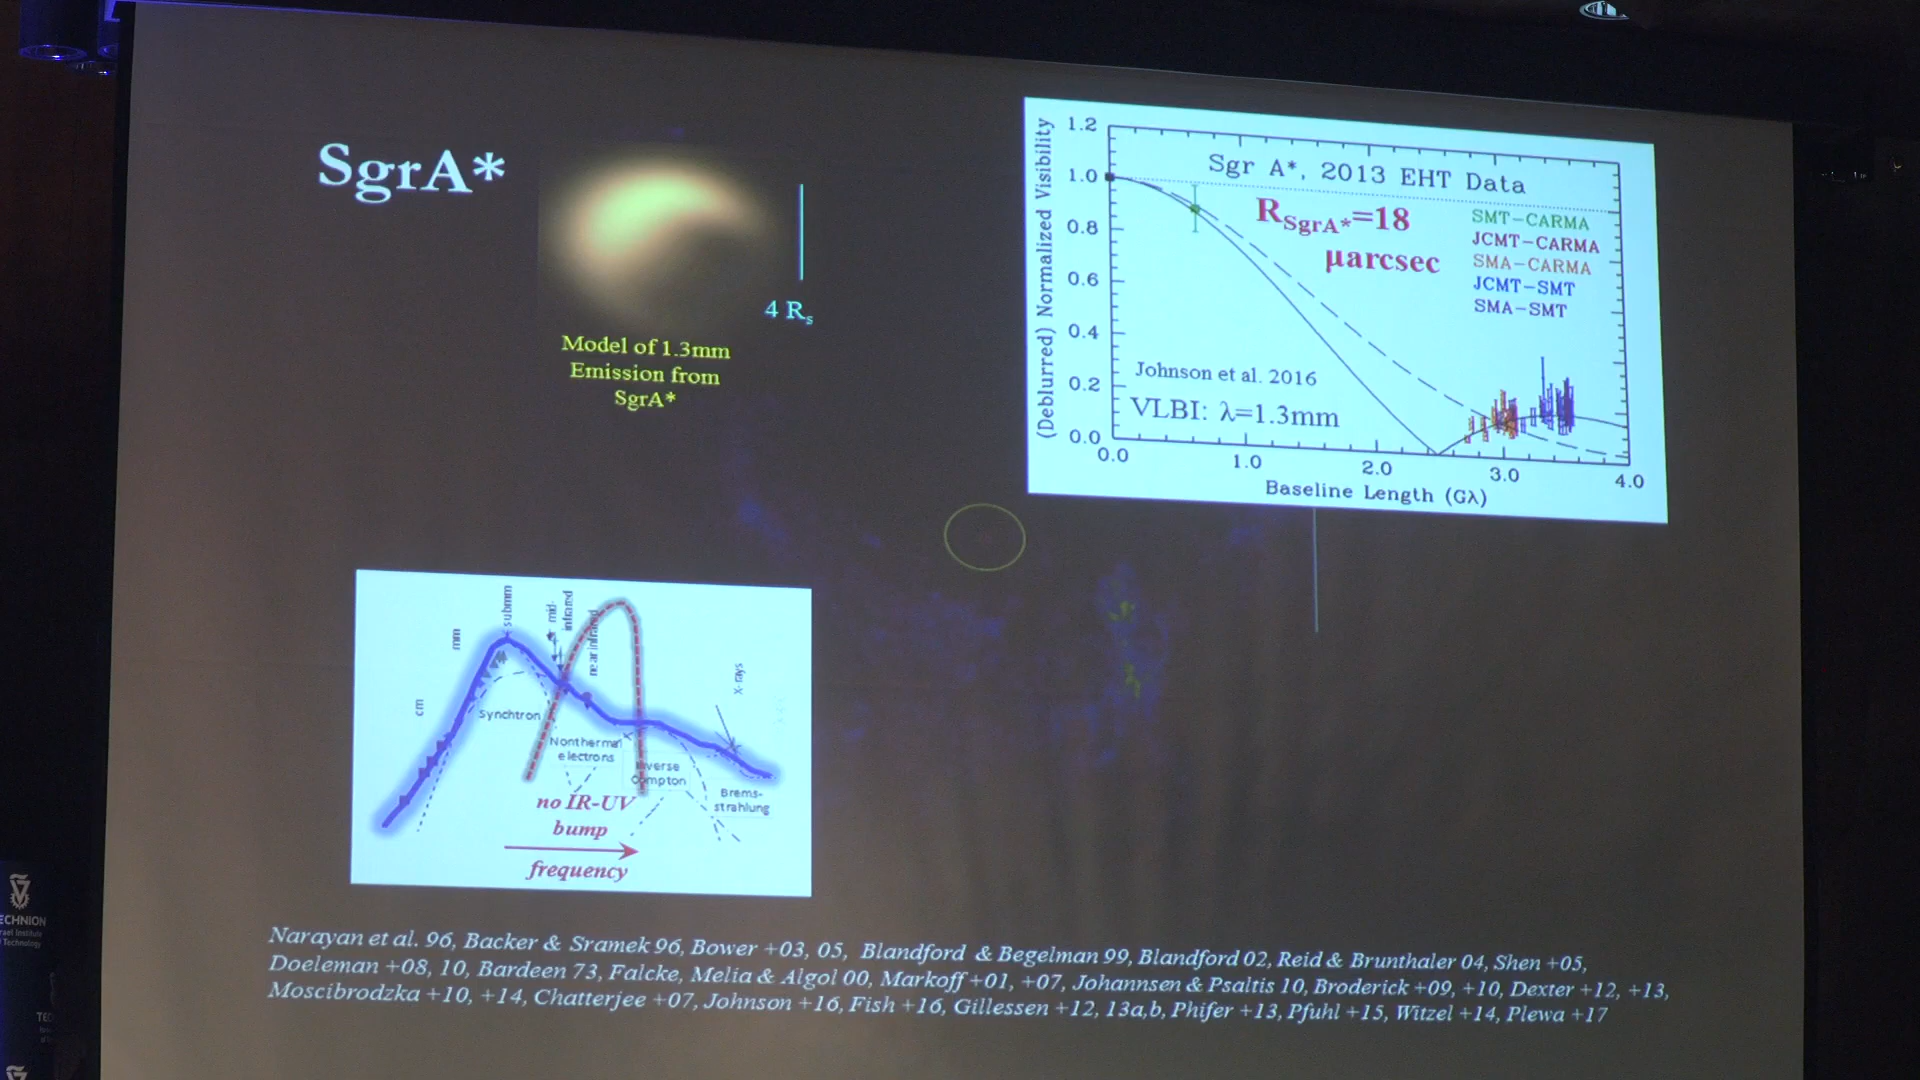 SgrA*
4 Rs
Model of 1.3mm
Emission from
SgrA*
(Deblurred) Normalized Visibility
1.2
1.0
0.8
0.6
0.4
0.2
0.0
Sgr A*, 2013 EHT Data
RSgrA*=18
μarcsec
SMT-CARMA
JCMT-CARMA
SMA-CARMA
JCMT-SMT
SMA-SMT
Johnson et al. 2016
VLBI: λ=1.3mm
0.0 1.0 2.0 3.0 4.0
Baseline Length (Gλ)
cm
mm
submm
mid-
infrared
near infrared
X-rays
Synchtron
Nonthermal
electrons
Compton
Brems-
strahlung
no IR-UV
bump
frequency
Narayan et al. 96, Backer & Sramek 96, Bower +03, 05, Blandford & Begelman 99, Blandford 02, Reid & Brunthaler 04, Shen +05,
Doeleman +08, 10, Bardeen 73, Falcke, Melia & Algol 00, Markoff +01, +07, Johannsen & Psaltis 10, Broderick +09, +10, Dexter +12, +13,
Moscibrodzka +10, +14, Chatterjee +07, Johnson +16, Fish +16, Gillessen +12, 13a,b, Phifer +13, Pfuhl +15, Witzel +14, Plewa +17
ECHNION
rael Institute
Technology
TEC